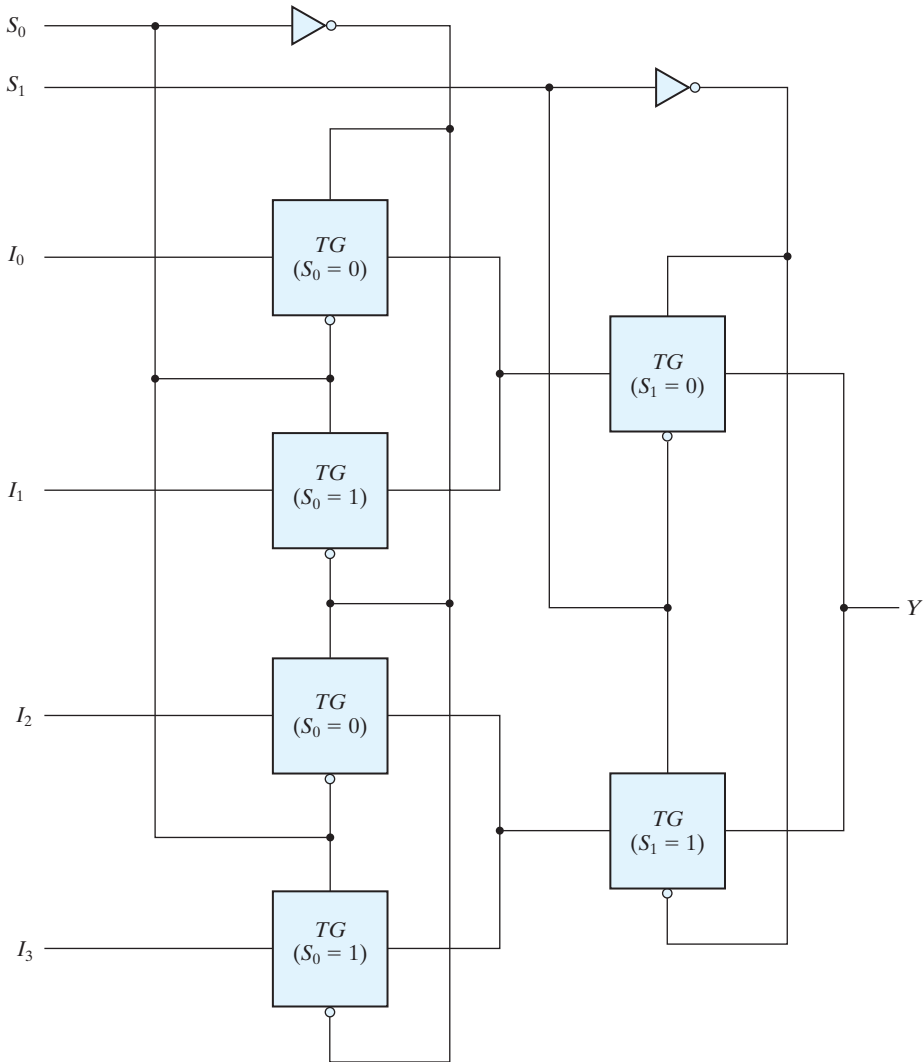 S₀
S₁
I₀
TG
(S₀ = 0)
TG
(S₁ = 0)
I₁
TG
(S₀ = 1)
Y
I₂
TG
(S₀ = 0)
TG
(S₁ = 1)
I₃
TG
(S₀ = 1)